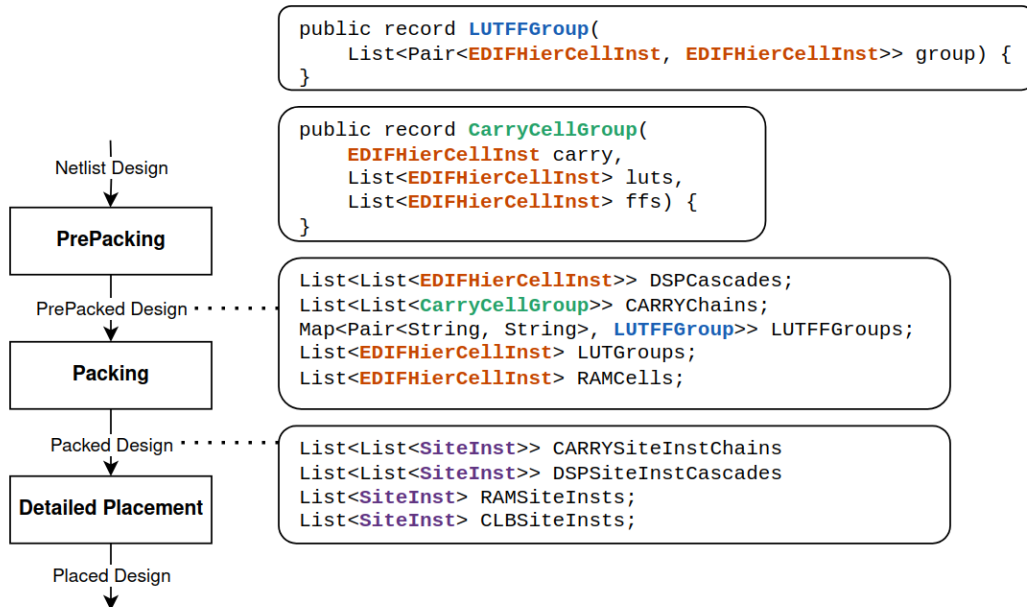 public record LUTFFGroup(
List<Pair<EDIFHierCellInst, EDIFHierCellInst>> group) {
}
public record CarryCellGroup(
EDIFHierCellInst carry,
List<EDIFHierCellInst> luts,
List<EDIFHierCellInst> ffs) {
}
Netlist Design
PrePacking
PrePacked Design
List<List<EDIFHierCellInst>> DSPCascades;
List<List<CarryCellGroup>> CARRYChains;
Map<Pair<String, String>, LUTFFGroup>> LUTFFGroups;
List<EDIFHierCellInst> LUTGroups;
List<EDIFHierCellInst> RAMCells;
Packing
Packed Design
List<List<SiteInst>> CARRYSiteInstChains
List<List<SiteInst>> DSPSiteInstCascades
List<SiteInst> RAMSiteInsts;
List<SiteInst> CLBSiteInsts;
Detailed Placement
Placed Design